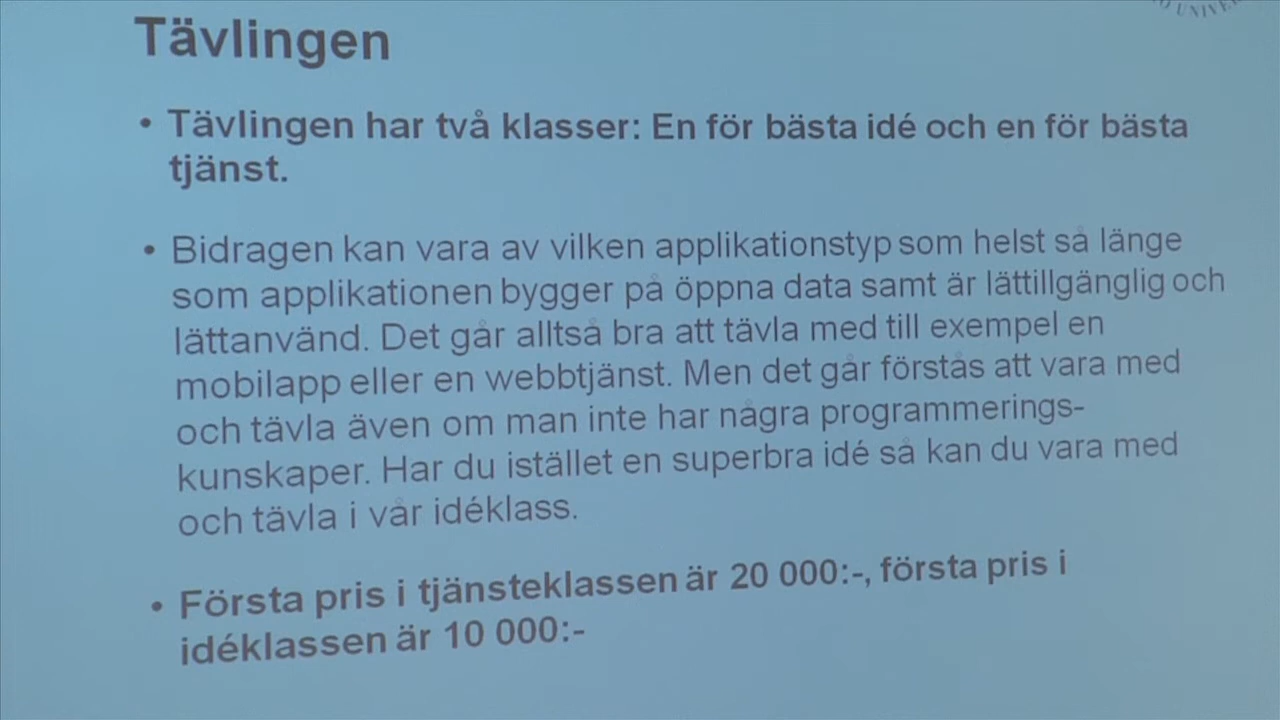 Tävlingen
• Tävlingen har två klasser: En för bästa idé och en för bästa
tjänst.
• Bidragen kan vara av vilken applikationstyp som helst så länge
som applikationen bygger på öppna data samt är lättillgänglig och
lättanvänd. Det går alltså bra att tävla med till exempel en
mobilapp eller en webbtjänst. Men det går förstås att vara med
och tävla även om man inte har några programmerings-
kunskaper. Har du istället en superbra idé så kan du vara med
och tävla i vår idéklass.
• Första pris i tjänsteklassen är 20 000:-, första pris i
idéklassen är 10 000:-